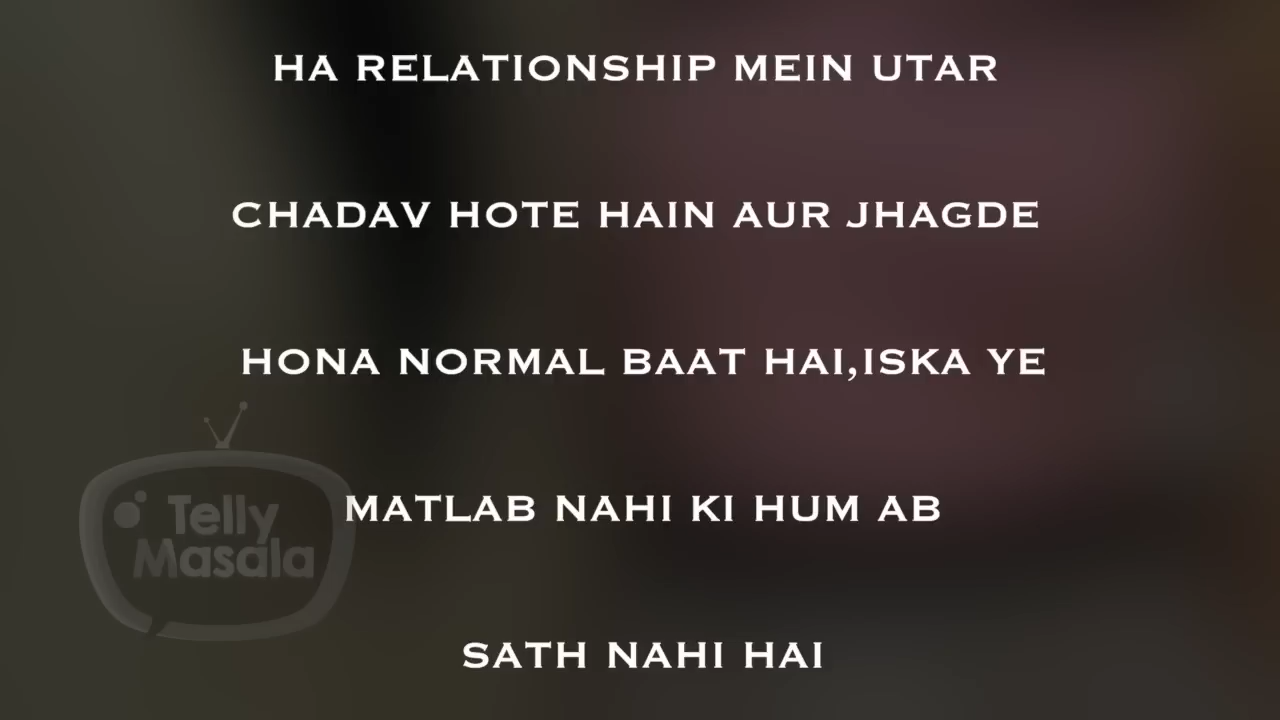 HA RELATIONSHIP MEIN UTAR
CHADAV HOTE HAIN AUR JHAGDE
HONA NORMAL BAAT HAI,ISKA YE
MATLAB NAHI KI HUM AB
Telly
Masala
SATH NAHI HAI